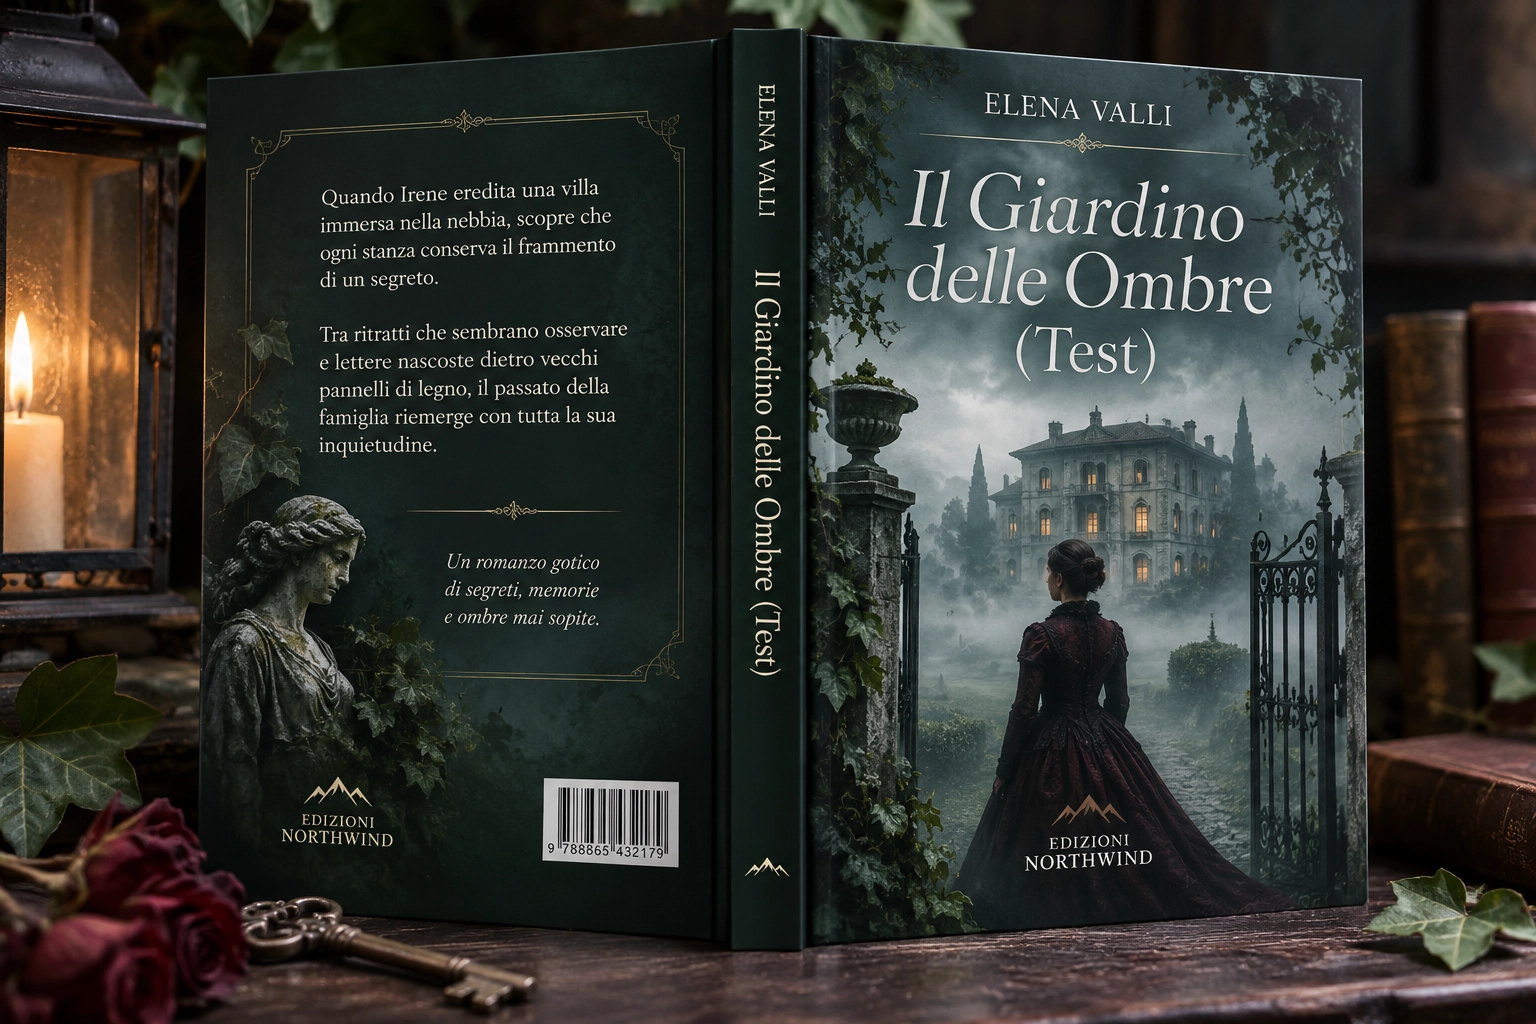 Quando Irene eredita una villa
immersa nella nebbia, scopre che
ogni stanza conserva il frammento
di un segreto.
Tra ritratti che sembrano osservare
e lettere nascoste dietro vecchi
pannelli di legno, il passato della
famiglia riemerge con tutta la sua
inquietudine.
Un romanzo gotico
di segreti, memorie
e ombre mai sopite.
EDIZIONI
NORTHWIND
9 788865 432179
ELENA VALLI Il Giardino delle Ombre (Test)
ELENA VALLI
Il Giardino
delle Ombre
(Test)
EDIZIONI
NORTHWIND